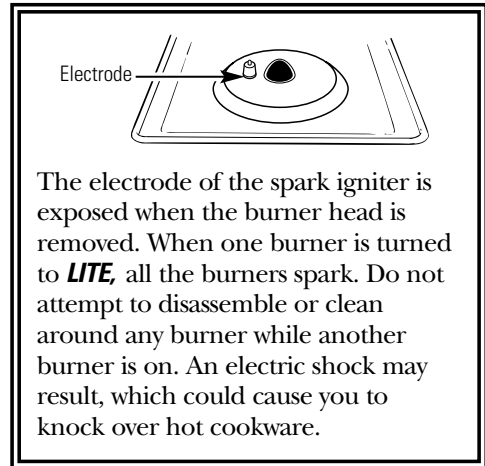 Electrode
The electrode of the spark igniter is
exposed when the burner head is
removed. When one burner is turned
to LITE, all the burners spark. Do not
attempt to disassemble or clean
around any burner while another
burner is on. An electric shock may
result, which could cause you to
knock over hot cookware.